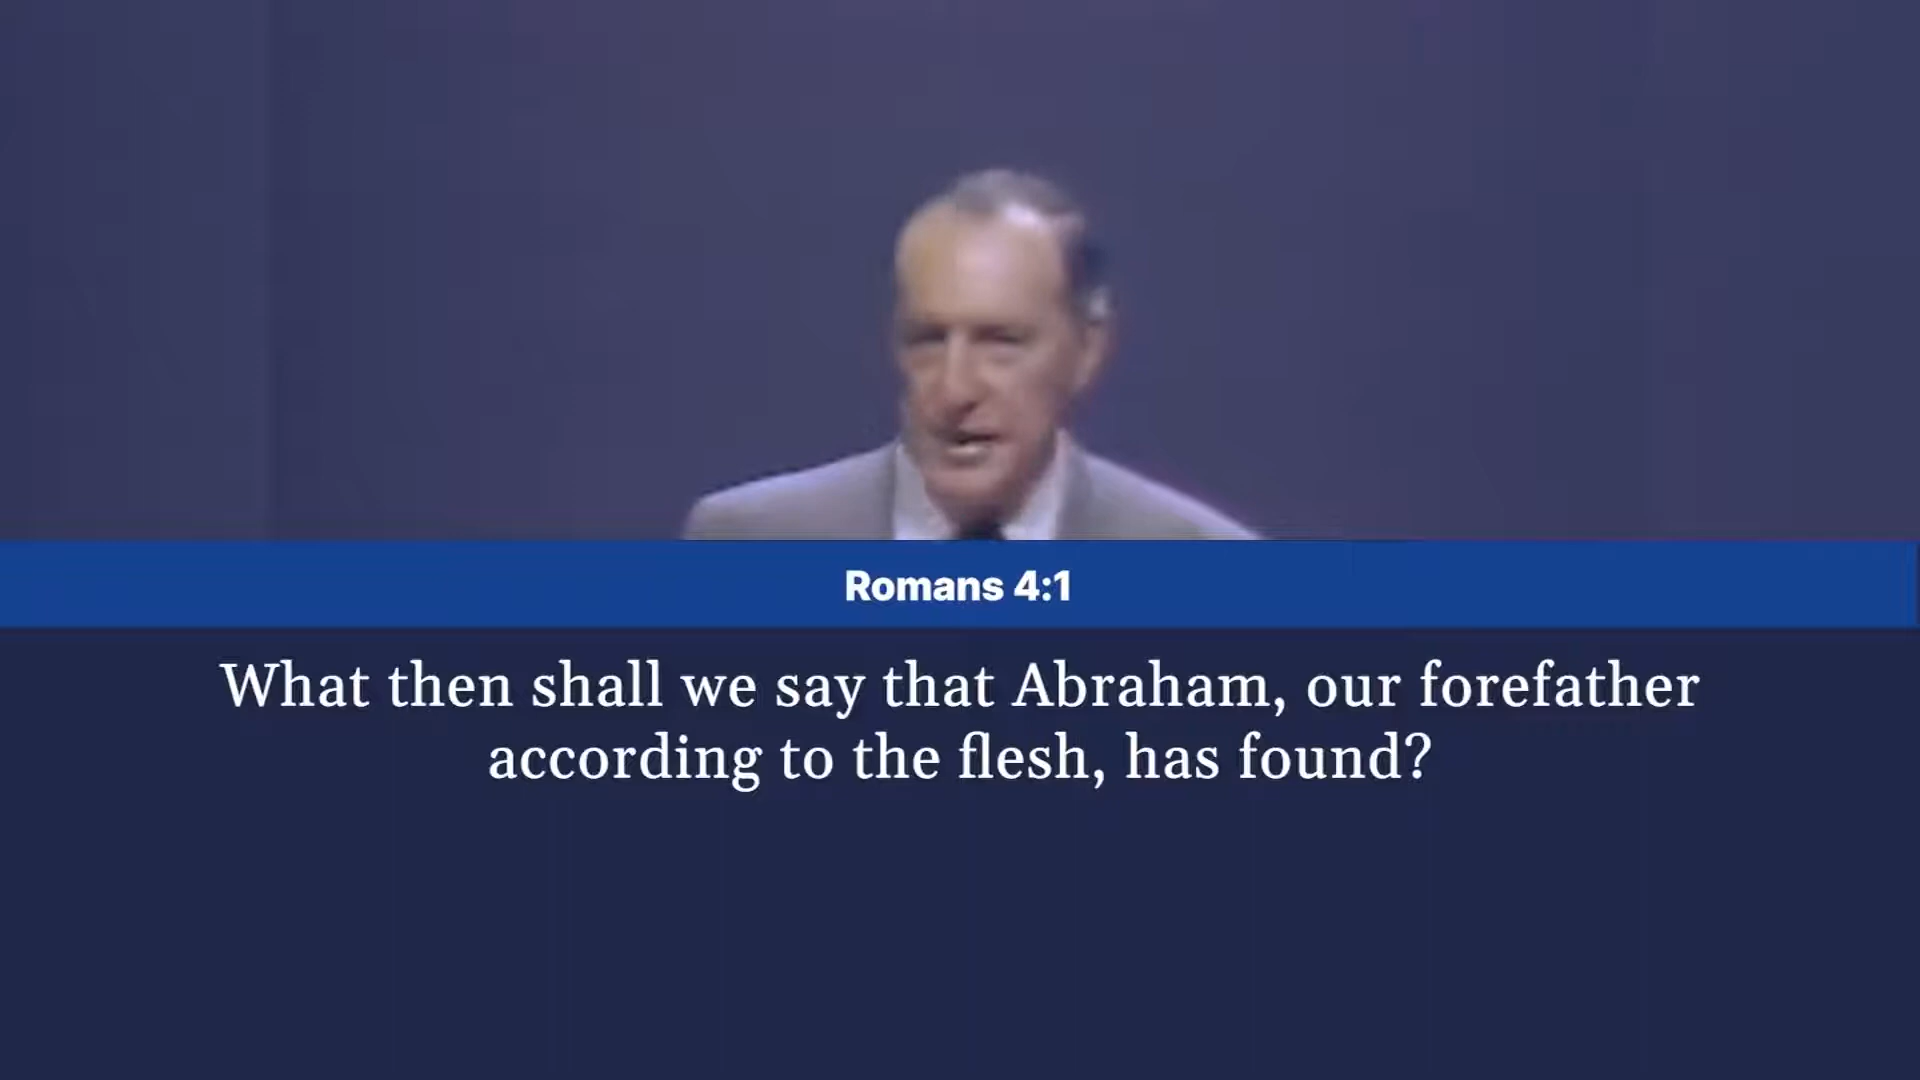 Romans 4:1
What then shall we say that Abraham, our forefather
according to the flesh, has found?